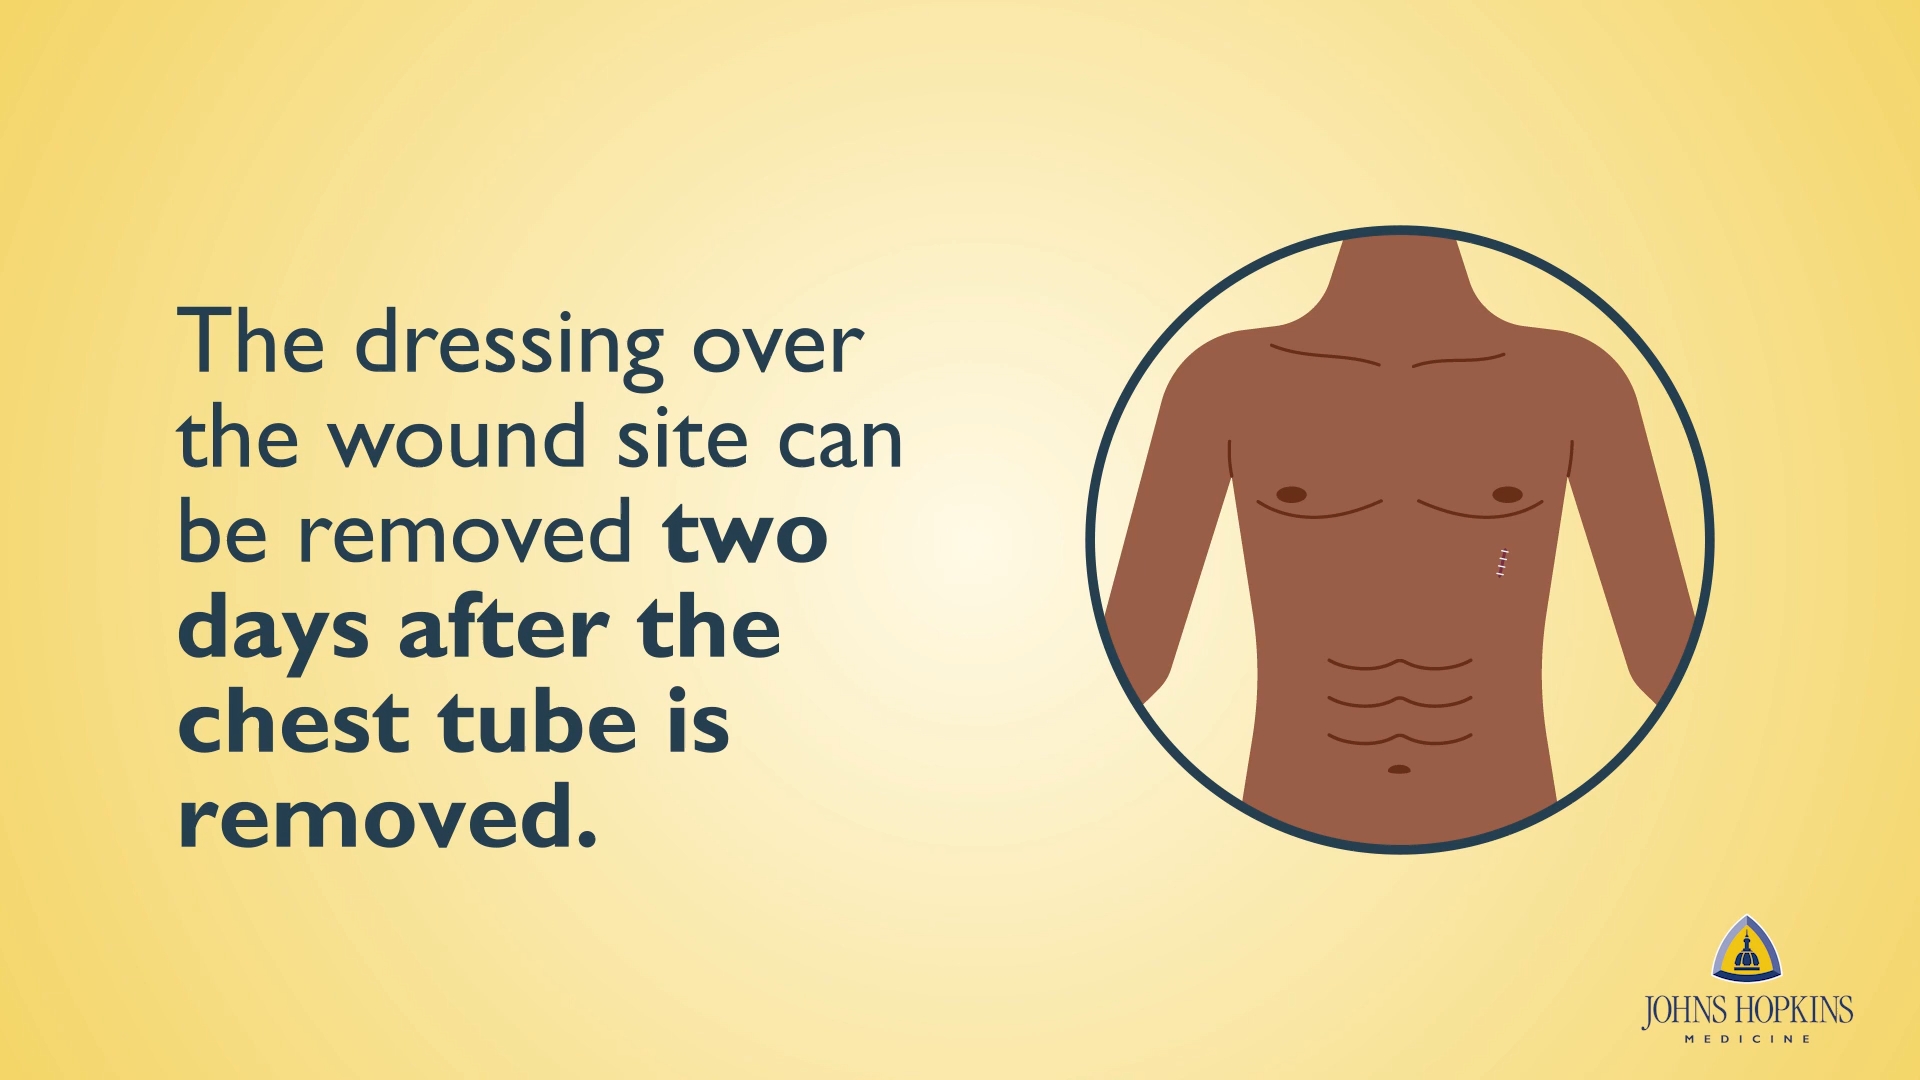 The dressing over
the wound site can
be removed two
days after the
chest tube is
removed.
JOHNS HOPKINS
MEDICINE